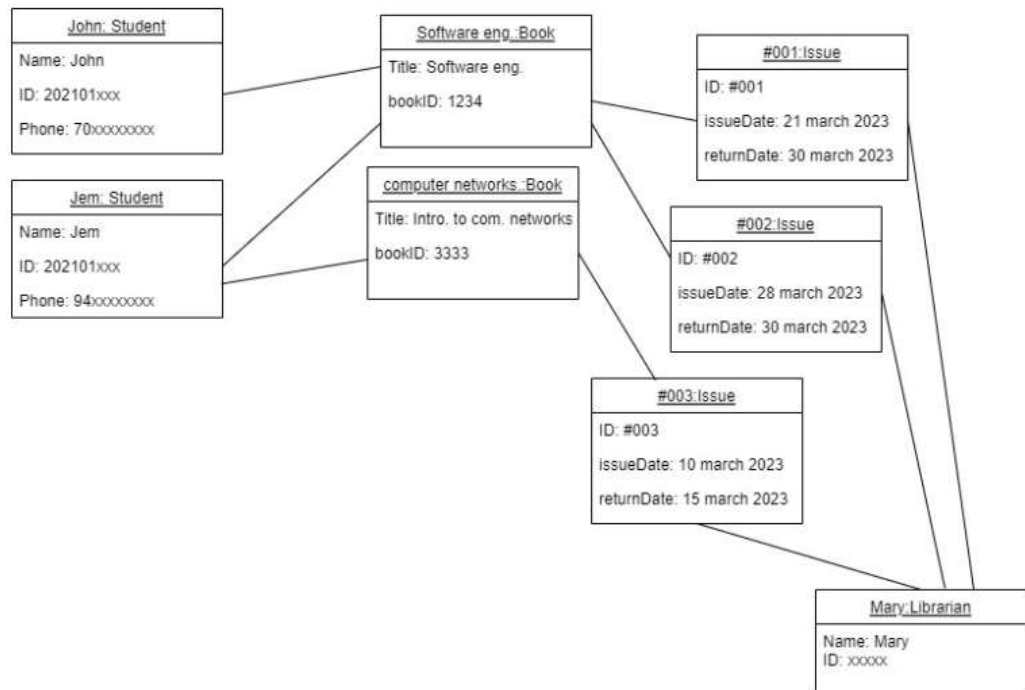 John: Student
Name: John
ID: 202101xxx
Phone: 70xxxxxxxx
Jem: Student
Name: Jem
ID: 202101xxx
Phone: 94xxxxxxxx
Software eng.:Book
Title: Software eng.
bookID: 1234
computer networks.:Book
Title: Intro. to com. networks
bookID: 3333
#001:Issue
ID: #001
issueDate: 21 march 2023
returnDate: 30 march 2023
#002:Issue
ID: #002
issueDate: 28 march 2023
returnDate: 30 march 2023
#003:Issue
ID: #003
issueDate: 10 march 2023
returnDate: 15 march 2023
Mary:Librarian
Name: Mary
ID: xxxxx